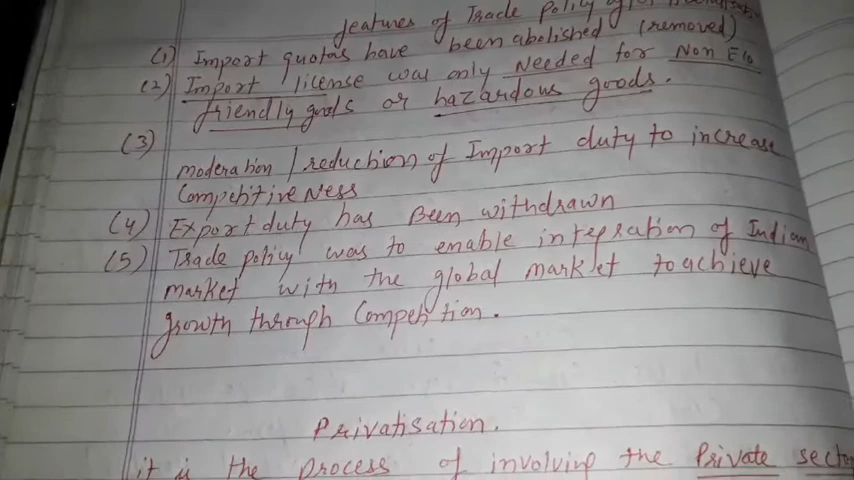 features of Trade Policy
(1) Import quotas have been abolished (removed)
(2) Import license was only Needed for Non Eco
friendly goods or hazardous goods.
(3)
moderation / reduction of Import duty to increase
CompetitiveNess
(4) Export duty has Been withdrawn
(5) Trade policy was to enable integration of Indian
market with the global market to achieve
growth through Competition.
Privatisation.
it is the process of involving the Private sector